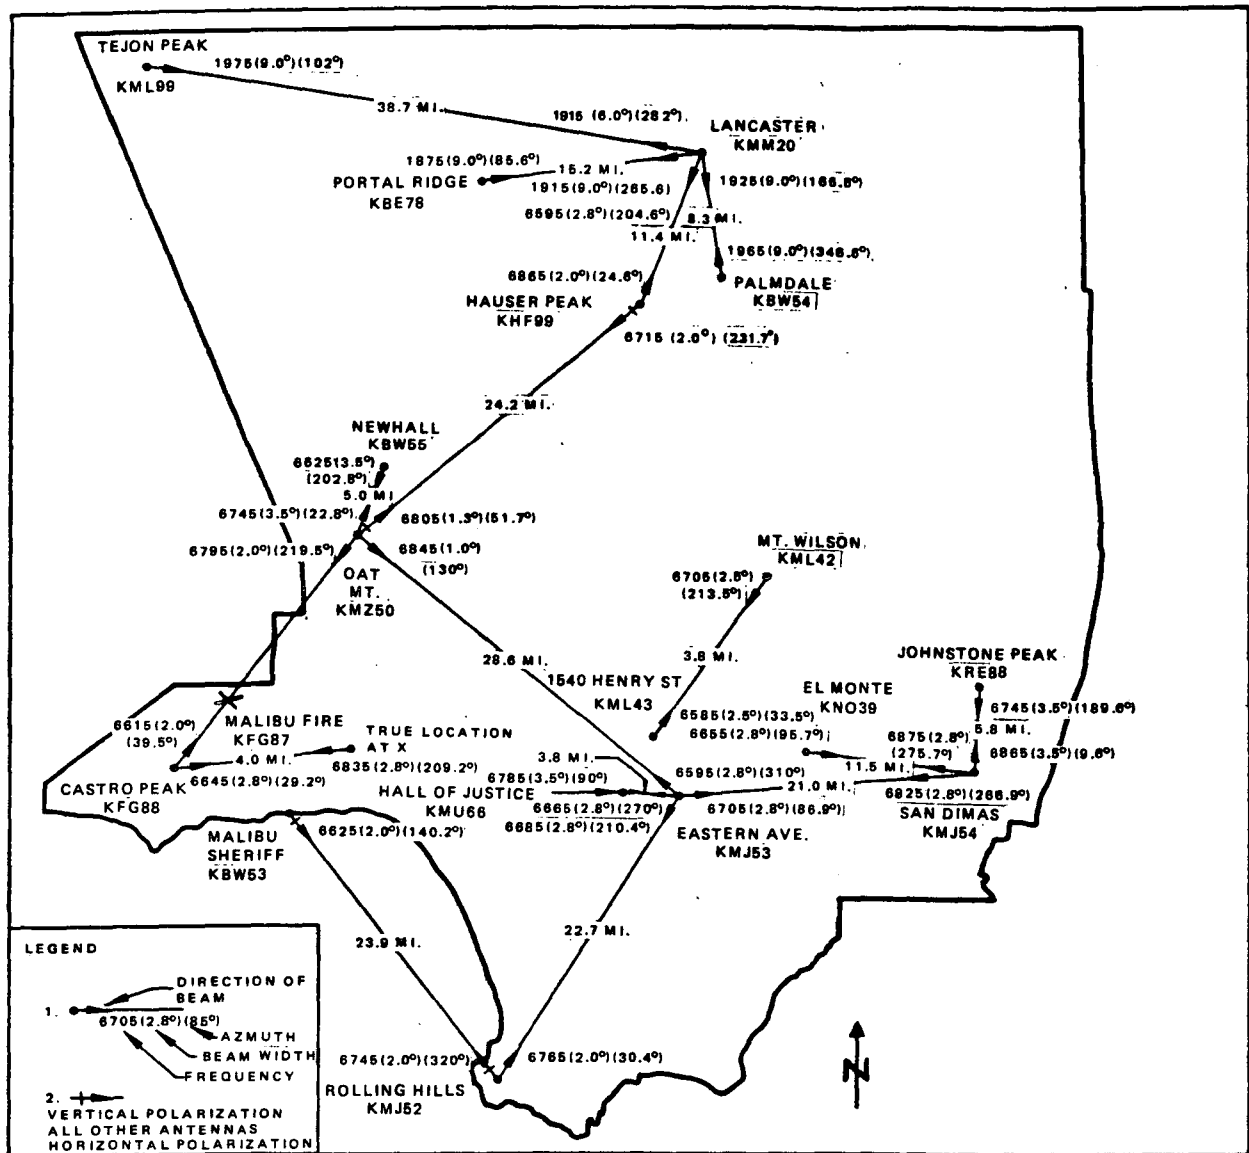 TEJON PEAK
KML99
1975(9.0°)(102°)
38.7 MI.
1915 (6.0°)(282°)
LANCASTER
KMM20
1875(9.0°)(85.6°)
15.2 MI.
PORTAL RIDGE
KBE78
1915(9.0°)(265.6)
1925(9.0°)(166.5°)
6595(2.8°)(204.6°)
8.3 MI.
11.4 MI.
1965(9.0°)(346.5°)
6865(2.0°)(24.6°)
PALMDALE
KBW54
HAUSER PEAK
KHF99
6715 (2.0°) (231.7°)
24.2 MI.
NEWHALL
KBW55
662513.5°)
(202.8°)
5.0 MI
6745(3.5°)(22.8°)
6805(1.3°)(51.7°)
6795(2.0°)(219.5°)
6845(1.0°)
(130°)
OAT
MT.
KMZ50
MT. WILSON
KML42
6705(2.5°)
(213.5°)
3.8 MI.
28.6 MI.
1540 HENRY ST
KML43
JOHNSTONE PEAK
KRE88
EL MONTE
KNO39
6585(2.5°)(33.5°)
6655(2.8°)(95.7°)
6745(3.5°)(189.6°)
5.8 MI.
6875(2.8°)
(275.7°)
6865(3.5°)(9.6°)
11.5 MI.
6615(2.0°)
(39.5°)
MALIBU FIRE
KFG87
TRUE LOCATION
AT X
4.0 MI.
6835(2.8°)(209.2°)
6645(2.8°)(29.2°)
CASTRO PEAK
KFG88
3.8 MI.
6595(2.8°)(310°)
6785(3.5°)(90°)
21.0 MI.
HALL OF JUSTICE
KMU66
6665(2.8°)(270°)
6685(2.8°)(210.4°)
6705(2.8°)(86.9°)
6825(2.8°)(266.9°)
SAN DIMAS
KMJ54
EASTERN AVE.
KMJ53
MALIBU
SHERIFF
KBW53
6625(2.0°)(140.2°)
23.9 MI.
22.7 MI.
6745(2.0°)(320°)
6765(2.0°)(30.4°)
ROLLING HILLS
KMJ52
N
LEGEND
1.
DIRECTION OF
BEAM
6705(2.8°)(85°)
AZMUTH
BEAM WIDTH
FREQUENCY
2.
VERTICAL POLARIZATION
ALL OTHER ANTENNAS
HORIZONTAL POLARIZATION